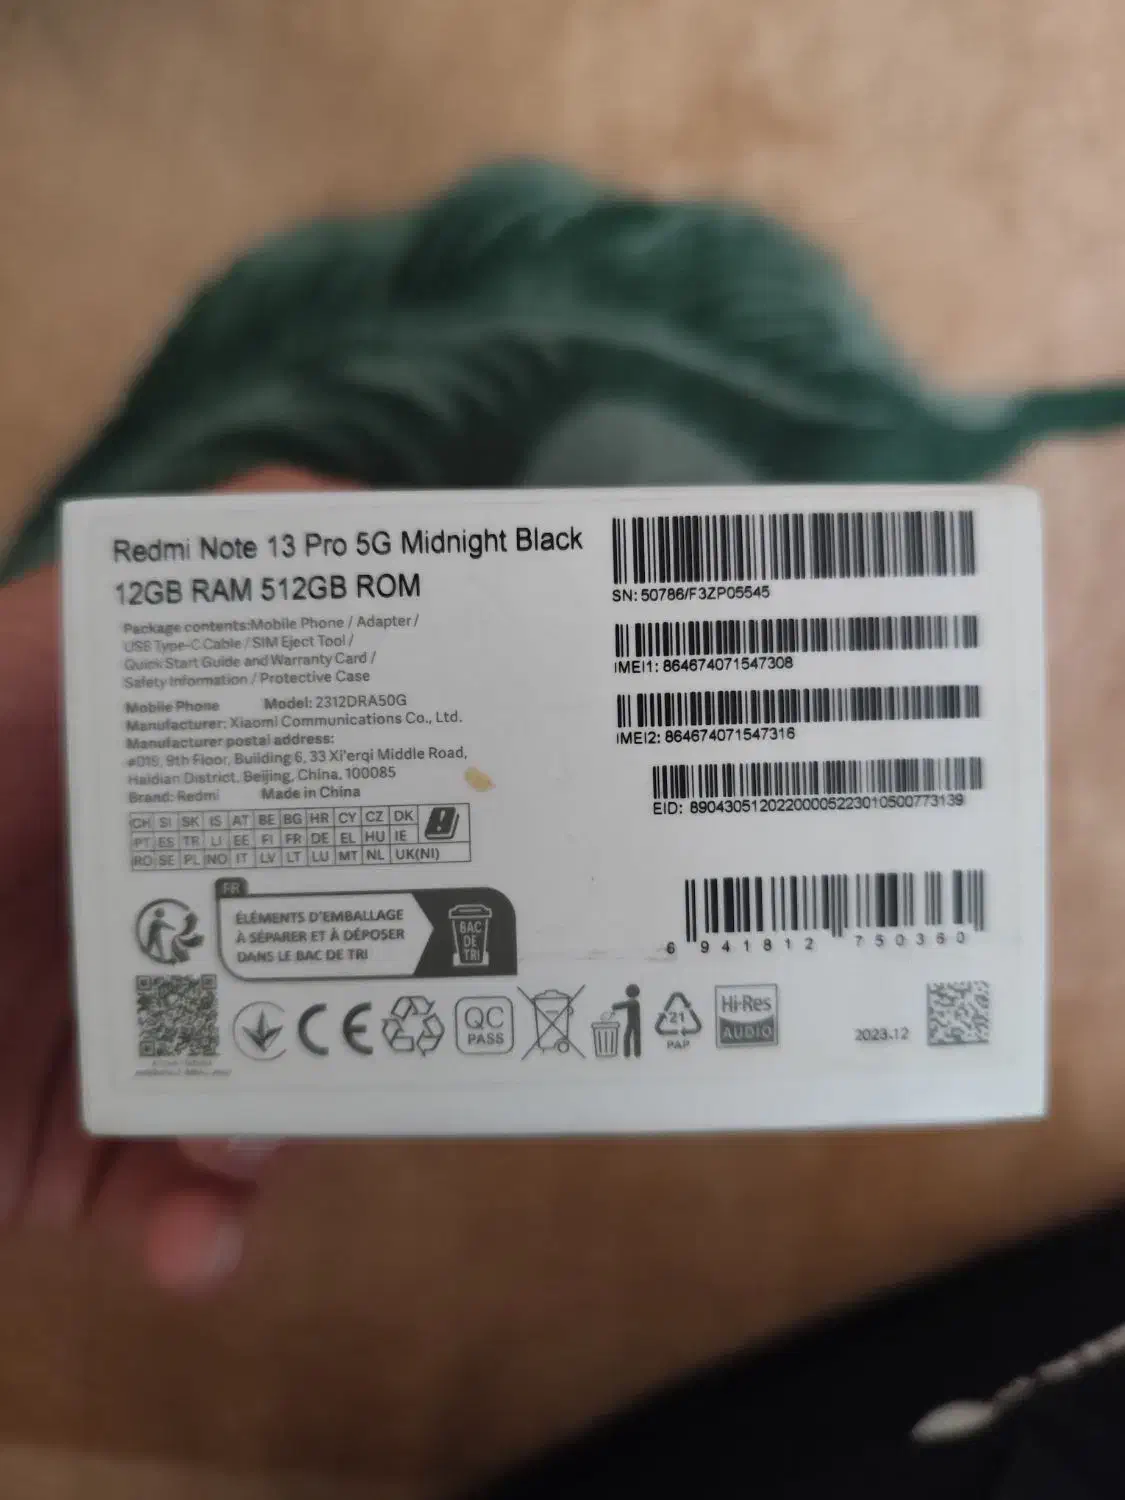 Redmi Note 13 Pro 5G Midnight Black
12GB RAM 512GB ROM
Package contents:Mobile Phone / Adapter /
USB Type-C Cable / SIM Eject Tool /
Quick Start Guide and Warranty Card /
Safety Information / Protective Case
Mobile Phone Model: 2312DRA50G
Manufacturer: Xiaomi Communications Co., Ltd.
Manufacturer postal address:
#019, 9th Floor, Building 6, 33 Xi'erqi Middle Road,
Haidian District, Beijing, China, 100085
Brand: Redmi Made in China
CH SI SK IS AT BE BG HR CY CZ DK
PT ES TR LI EE FI FR DE EL HU IE
RO SE PL NO IT LV LT LU MT NL UK(NI)
FR
ÉLÉMENTS D'EMBALLAGE
À SÉPARER ET À DÉPOSER
DANS LE BAC DE TRI
BAC
DE
TRI
CE
QC
PASS
21
PAP
Hi-Res
AUDIO
SN: 50786/F3ZP05545
IMEI1: 864674071547308
IMEI2: 864674071547316
EID: 89043051202200005223010500773139
6 941812 750360
2023.12